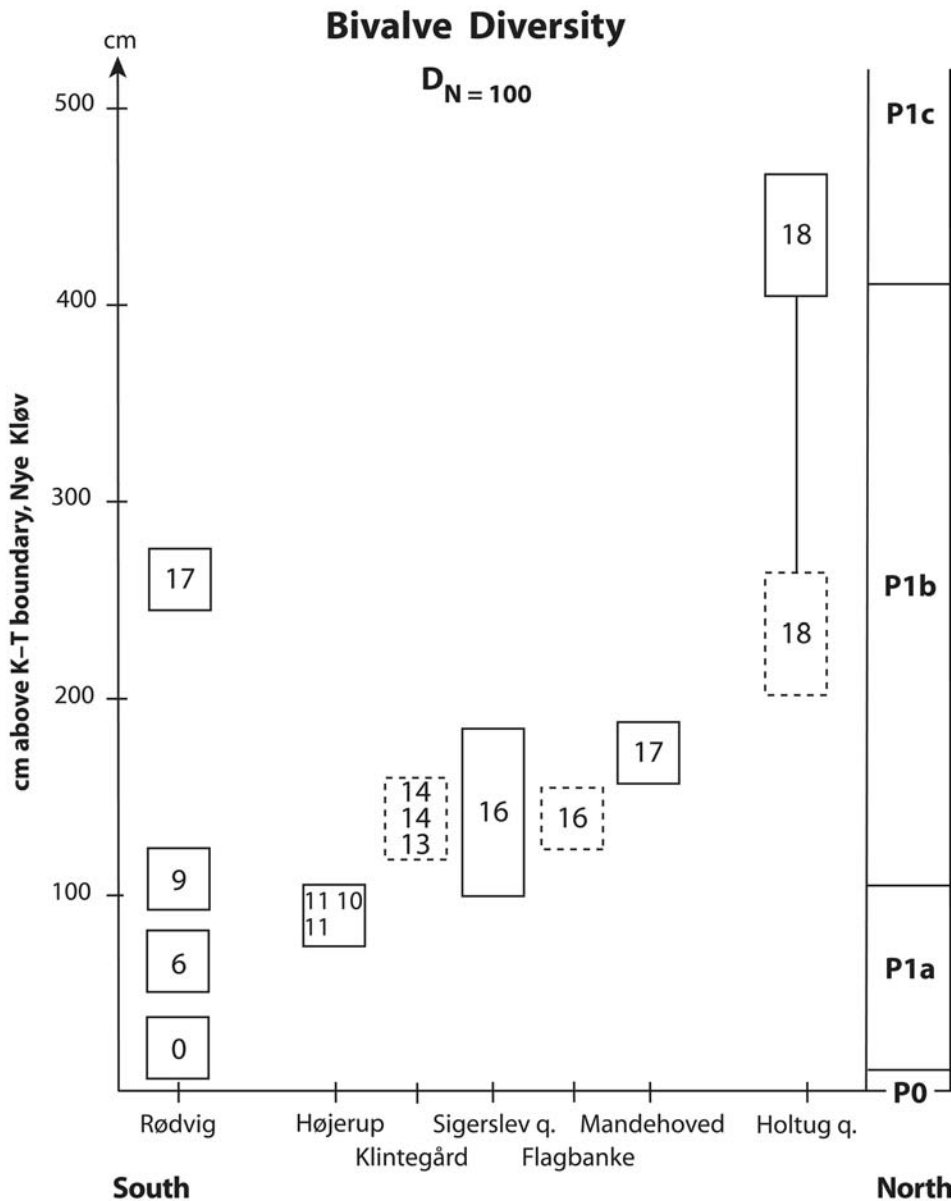 Bivalve Diversity
D N = 100
cm
500
400
300
200
100
cm above K–T boundary, Nye Kløv
P1c
P1b
P1a
P0
18
18
17
17
14
14
13
16
16
11 10
11
9
6
0
Rødvig
Højerup
Klintegård
Sigerslev q.
Flagbanke
Mandehoved
Holtug q.
South
North